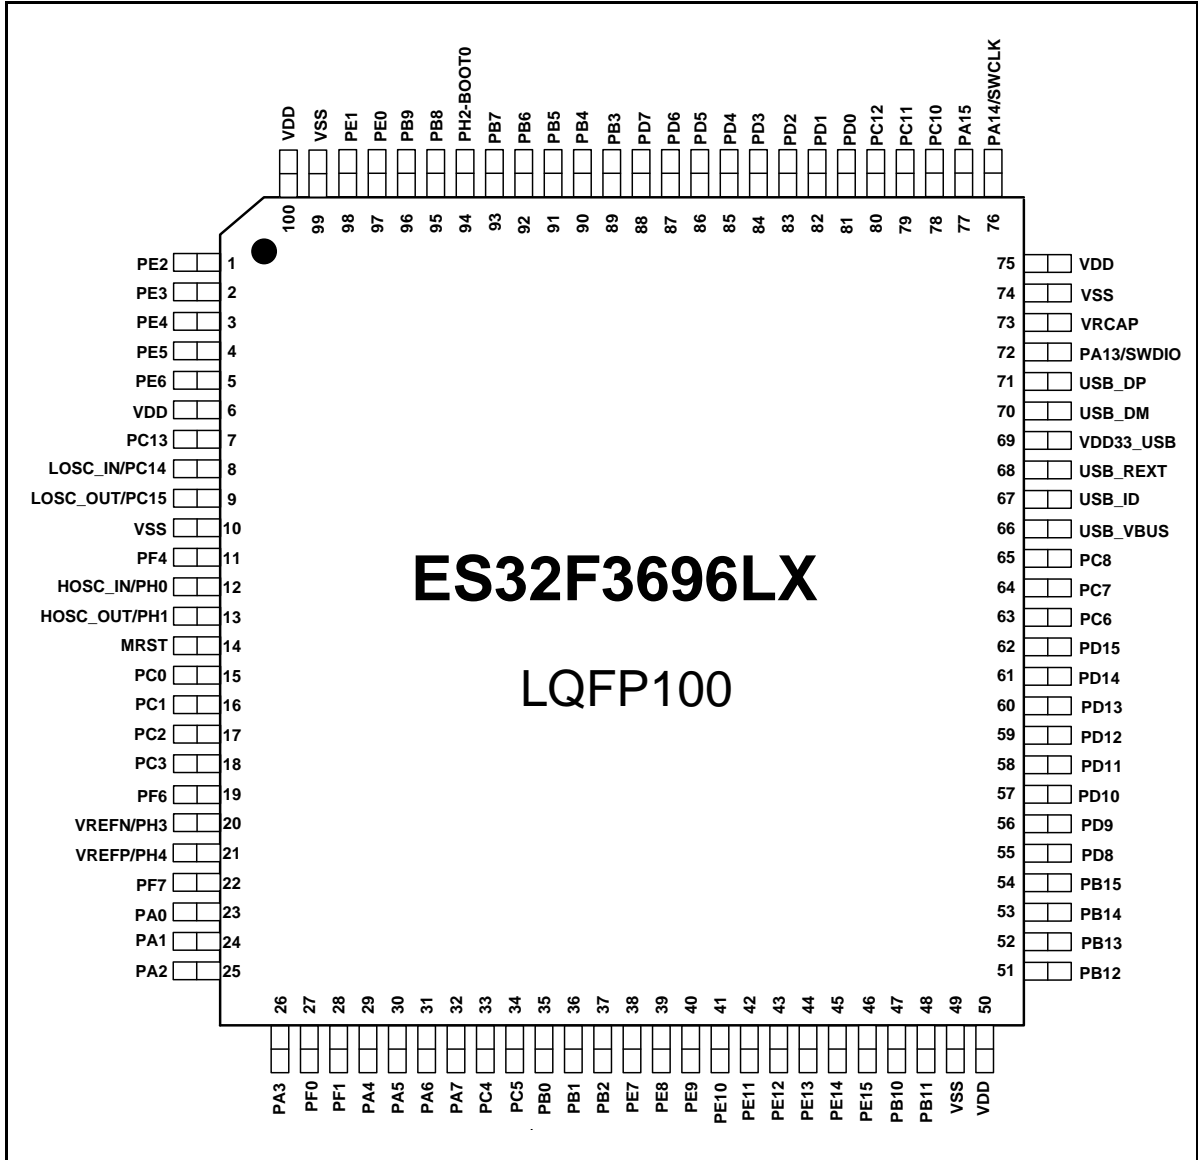 VDD VSS PE1 PE0 PB9 PB8 PH2-BOOT0 PB7 PB6 PB5 PB4 PB3 PD7 PD6 PD5 PD4 PD3 PD2 PD1 PD0 PC12 PC11 PC10 PA15 PA14/SWCLK
100 99 98 97 96 95 94 93 92 91 90 89 88 87 86 85 84 83 82 81 80 79 78 77 76
PE2 1 75 VDD
PE3 2 74 VSS
PE4 3 73 VRCAP
PE5 4 72 PA13/SWDIO
PE6 5 71 USB_DP
VDD 6 70 USB_DM
PC13 7 69 VDD33_USB
LOSC_IN/PC14 8 68 USB_REXT
LOSC_OUT/PC15 9 67 USB_ID
VSS 10 66 USB_VBUS
PF4 11 65 PC8
HOSC_IN/PH0 12 64 PC7
HOSC_OUT/PH1 13 63 PC6
MRST 14 62 PD15
PC0 15 61 PD14
PC1 16 60 PD13
PC2 17 59 PD12
PC3 18 58 PD11
PF6 19 57 PD10
VREFN/PH3 20 56 PD9
VREFP/PH4 21 55 PD8
PF7 22 54 PB15
PA0 23 53 PB14
PA1 24 52 PB13
PA2 25 51 PB12
ES32F3696LX
LQFP100
26 27 28 29 30 31 32 33 34 35 36 37 38 39 40 41 42 43 44 45 46 47 48 49 50
PA3 PF0 PF1 PA4 PA5 PA6 PA7 PC4 PC5 PB0 PB1 PB2 PE7 PE8 PE9 PE10 PE11 PE12 PE13 PE14 PE15 PB10 PB11 VSS VDD